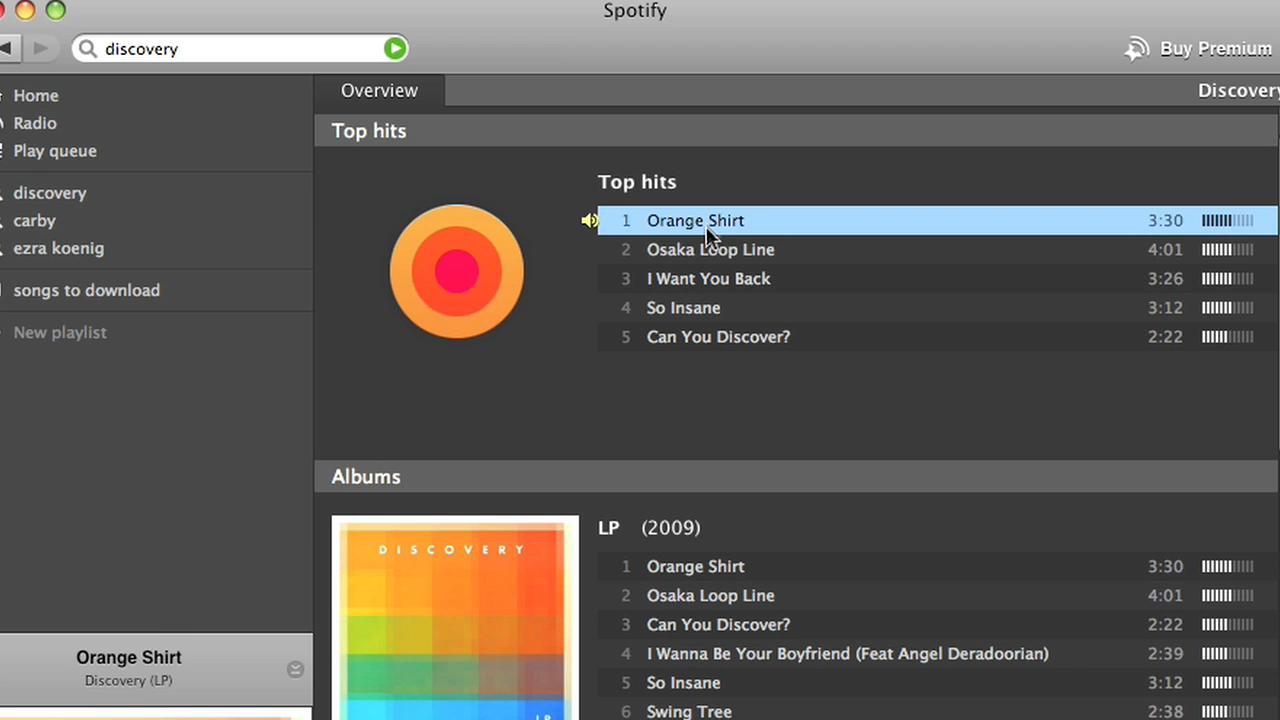 Spotify
discovery
Buy Premium
Home
Radio
Play queue
discovery
carby
ezra koenig
songs to download
New playlist
Orange Shirt
Discovery (LP)
Overview
Discovery
Top hits
Top hits
1 Orange Shirt 3:30
2 Osaka Loop Line 4:01
3 I Want You Back 3:26
4 So Insane 3:12
5 Can You Discover? 2:22
Albums
DISCOVERY
LP
LP (2009)
1 Orange Shirt 3:30
2 Osaka Loop Line 4:01
3 Can You Discover? 2:22
4 I Wanna Be Your Boyfriend (Feat Angel Deradoorian) 2:39
5 So Insane 3:12
6 Swing Tree 2:38